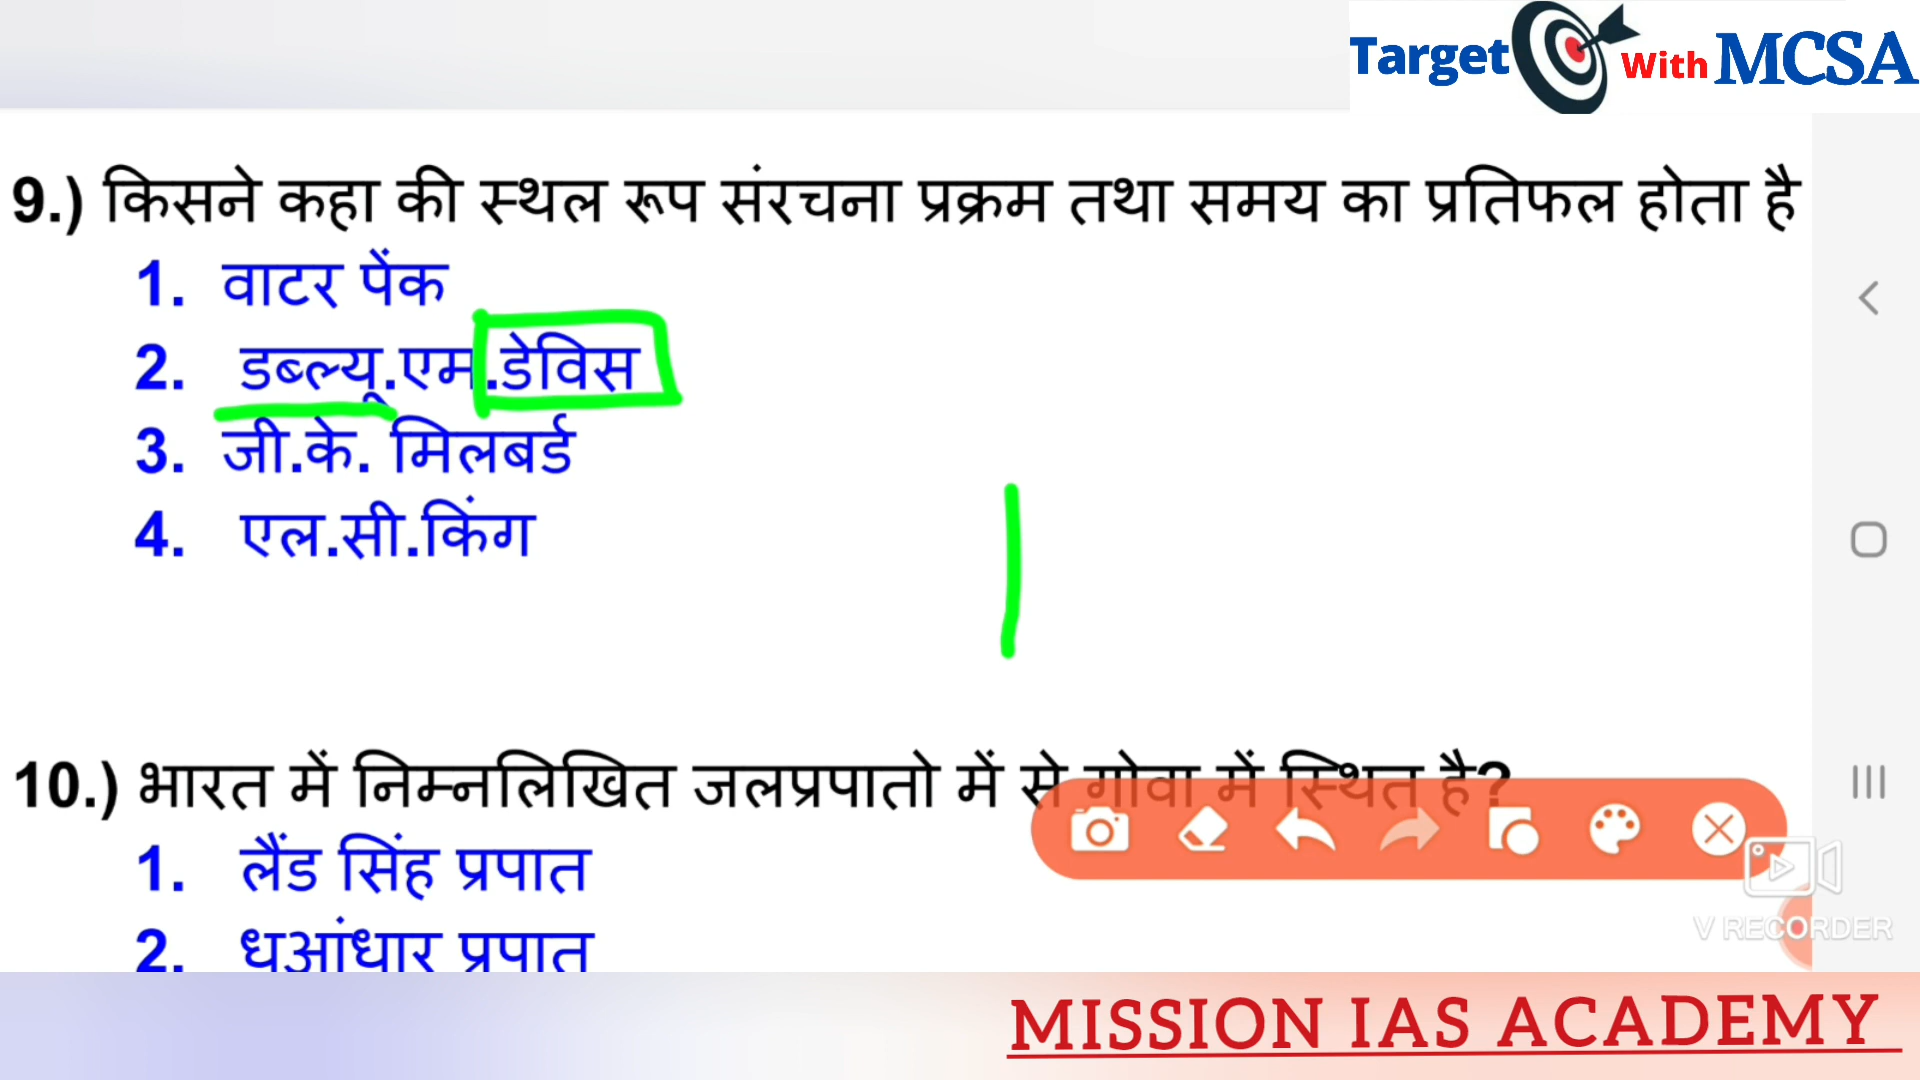 Target With MCSA
9.) किसने कहा की स्थल रूप संरचना प्रक्रम तथा समय का प्रतिफल होता है
1. वाटर पेंक
2. डब्ल्यू.एम.डेविस
3. जी.के. मिलबर्ड
4. एल.सी.किंग
10.) भारत में निम्नलिखित जलप्रपातो में से गोवा में स्थित है?
1. लैंड सिंह प्रपात
2. धुआंधार प्रपात
V RECORDER
MISSION IAS ACADEMY